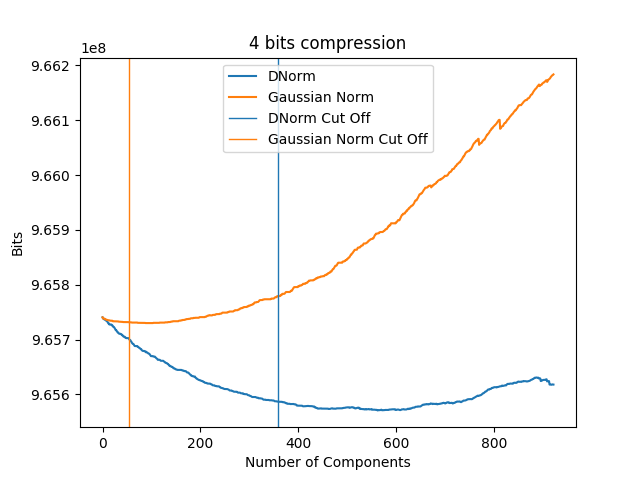 4 bits compression
1e8
9.662
9.661
9.660
9.659
9.658
9.657
9.656
Bits
DNorm
Gaussian Norm
DNorm Cut Off
Gaussian Norm Cut Off
0 200 400 600 800
Number of Components